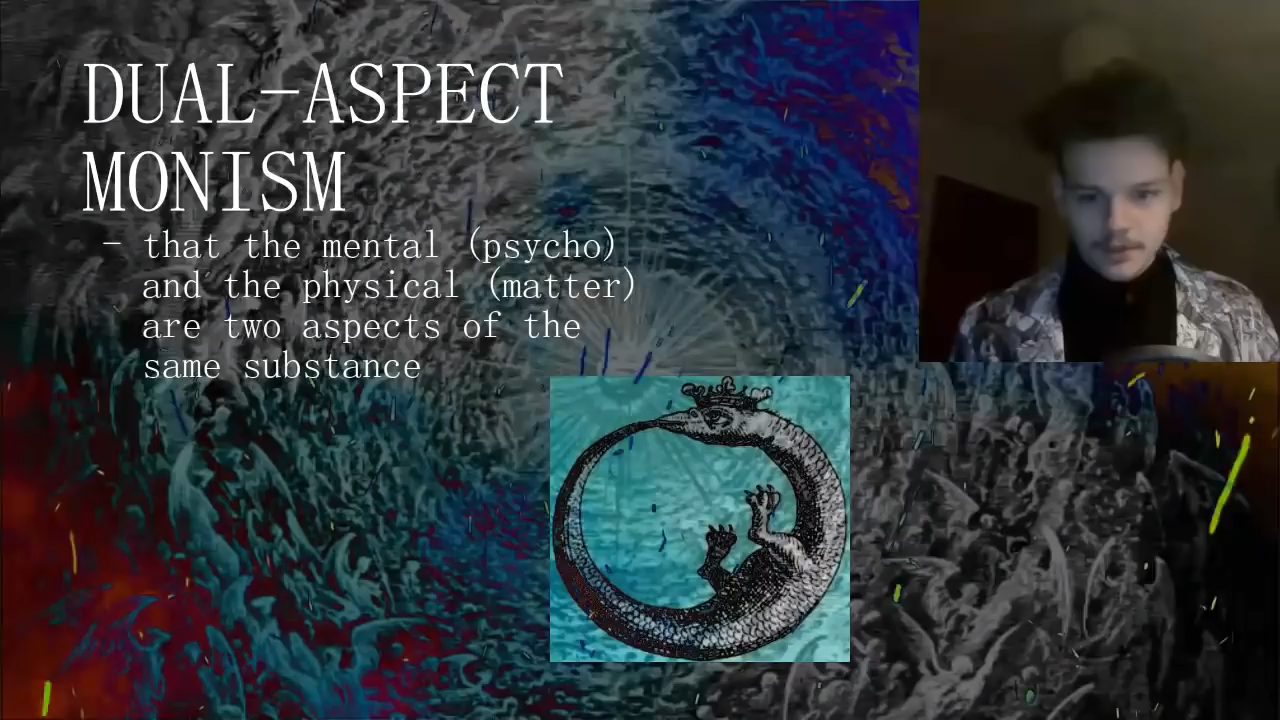 DUAL-ASPECT
MONISM
- that the mental (psycho)
and the physical (matter)
are two aspects of the
same substance